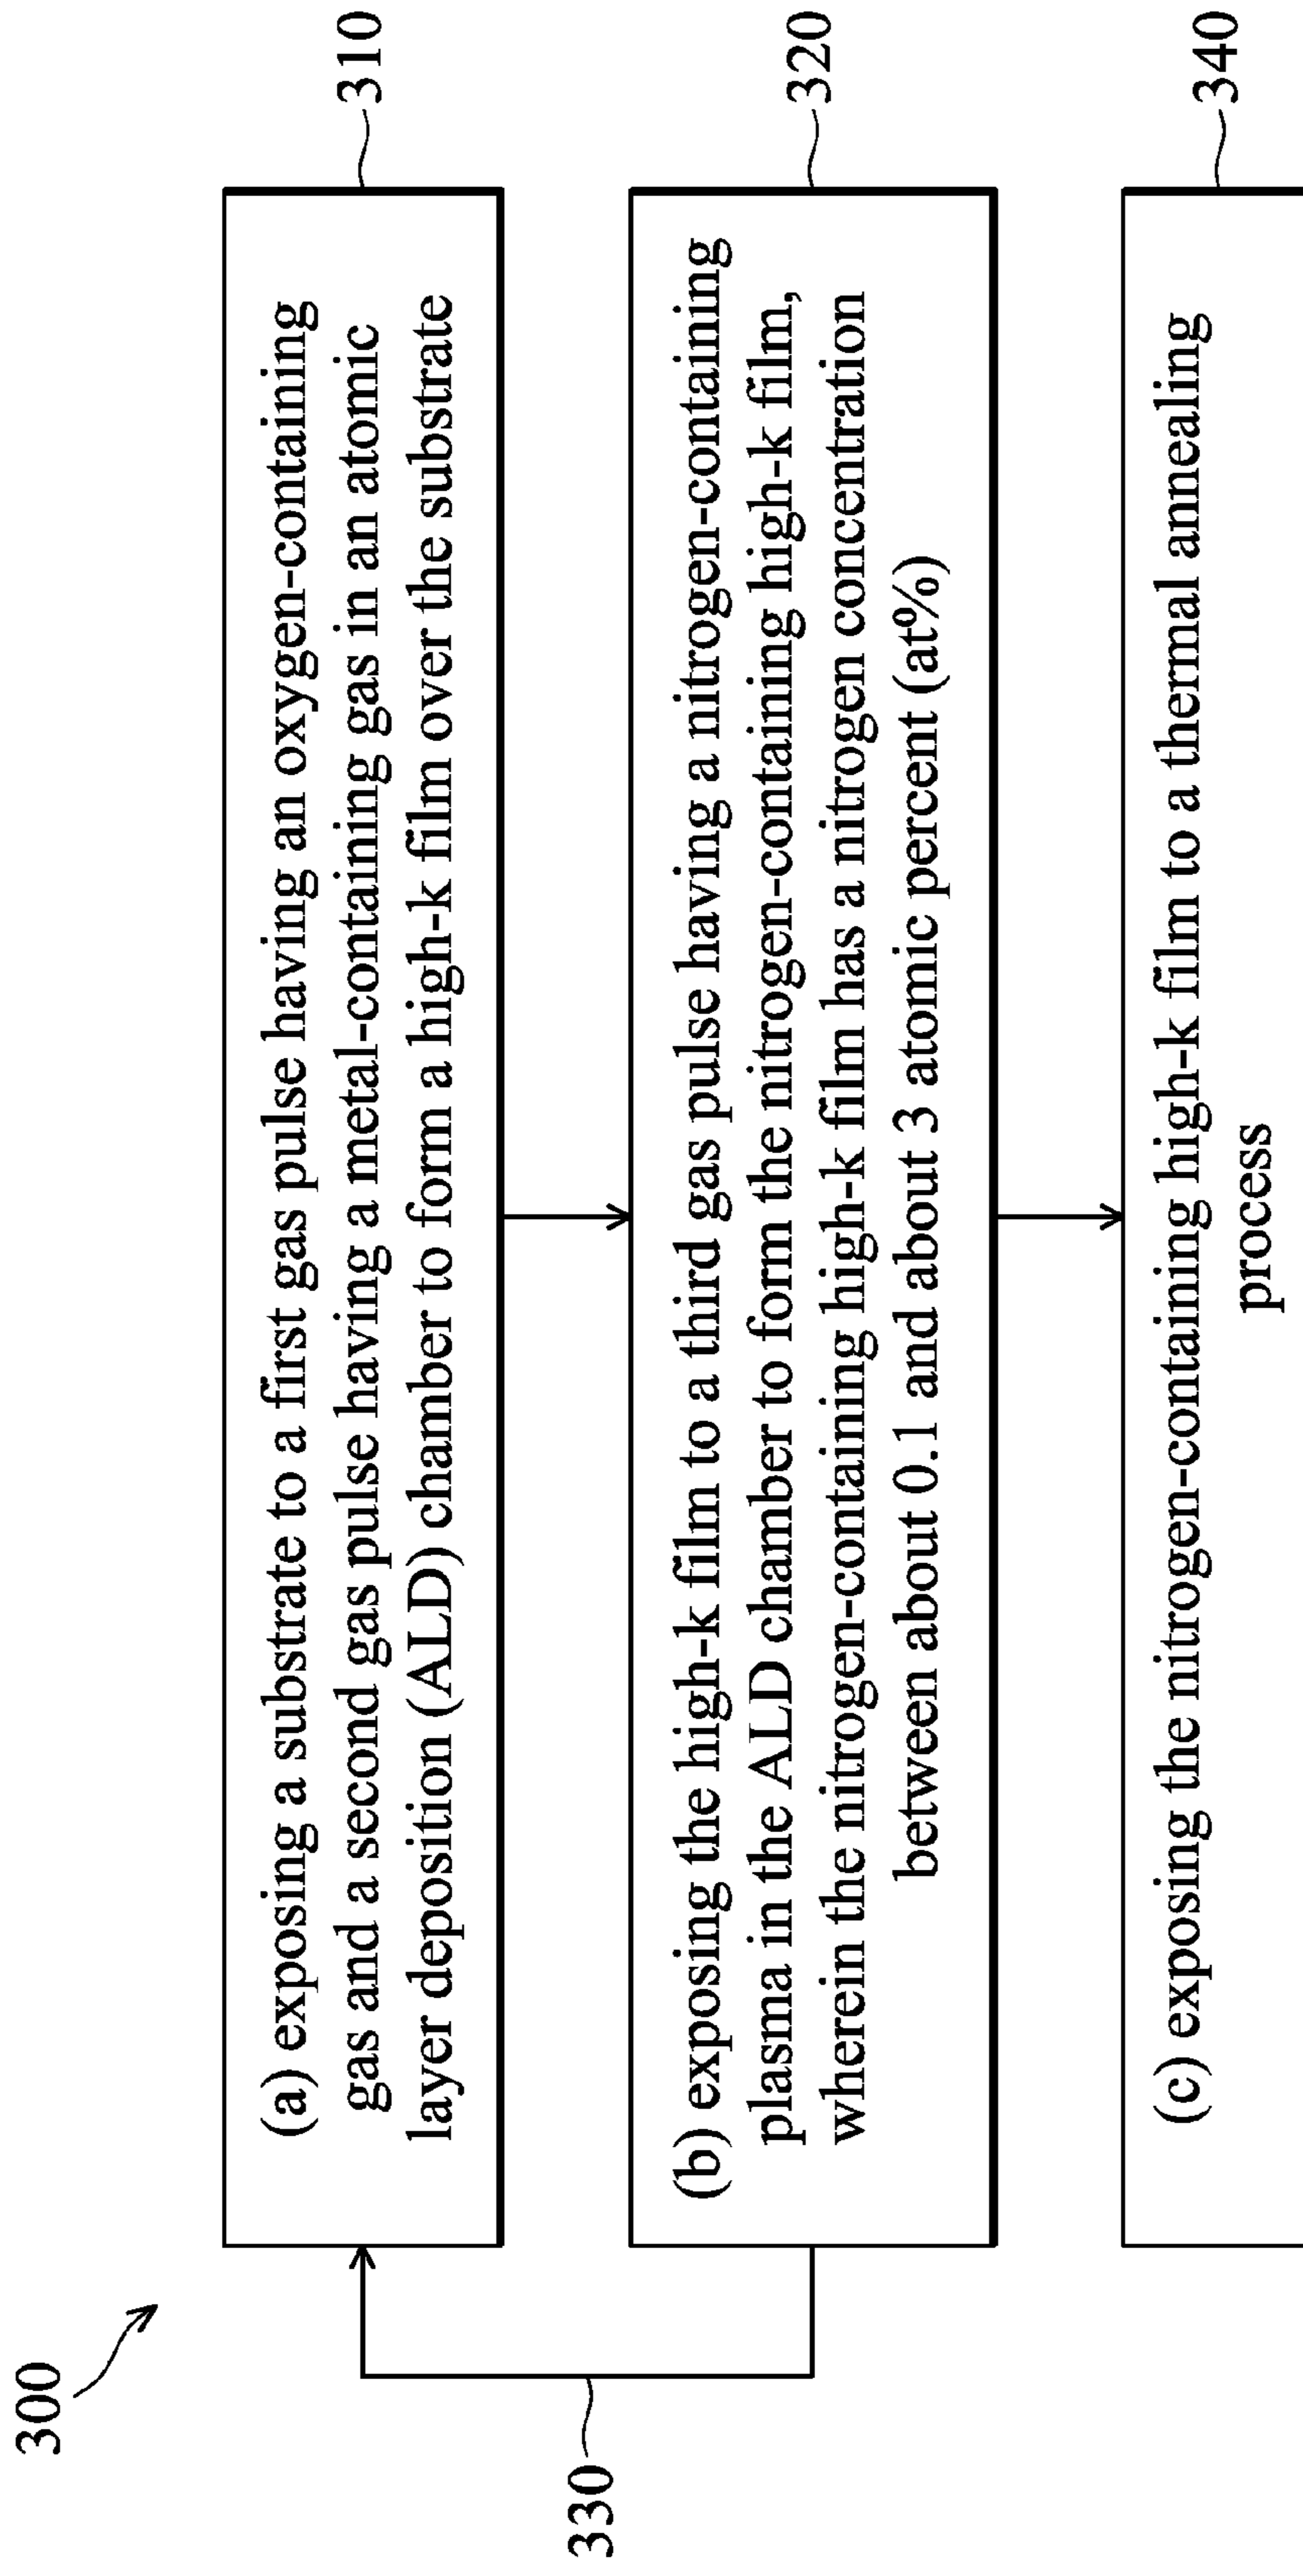 300
(a) exposing a substrate to a first gas pulse having an oxygen-containing
gas and a second gas pulse having a metal-containing gas in an atomic
layer deposition (ALD) chamber to form a high-k film over the substrate
310
330
(b) exposing the high-k film to a third gas pulse having a nitrogen-containing
plasma in the ALD chamber to form the nitrogen-containing high-k film,
wherein the nitrogen-containing high-k film has a nitrogen concentration
between about 0.1 and about 3 atomic percent (at%)
320
(c) exposing the nitrogen-containing high-k film to a thermal annealing
process
340